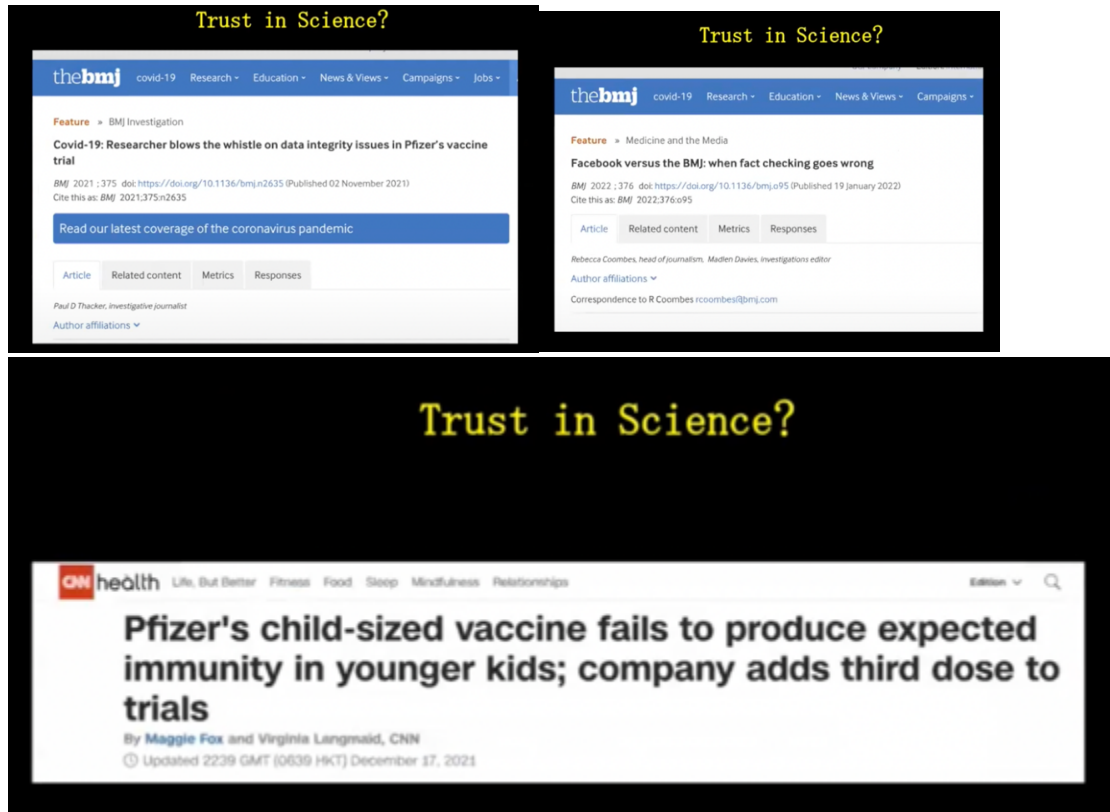 Trust in Science?
thebmj covid-19 Research Education News & Views Campaigns Jobs
Feature » BMJ Investigation
Covid-19: Researcher blows the whistle on data integrity issues in Pfizer's vaccine
trial
BMJ 2021 ; 375 doi: https://doi.org/10.1136/bmj.n2635 (Published 02 November 2021)
Cite this as: BMJ 2021;375:n2635
Read our latest coverage of the coronavirus pandemic
Article Related content Metrics Responses
Paul D Thacker, investigative journalist
Author affiliations
Trust in Science?
thebmj covid-19 Research Education News & Views Campaigns
Feature » Medicine and the Media
Facebook versus the BMJ: when fact checking goes wrong
BMJ 2022 ; 376 doi: https://doi.org/10.1136/bmj.o95 (Published 19 January 2022)
Cite this as: BMJ 2022;376:o95
Article Related content Metrics Responses
Rebecca Coombes, head of journalism, Madlen Davies, investigations editor
Author affiliations
Correspondence to R Coombes rcoombes@bmj.com
Trust in Science?
CNN health Life, But Better Fitness Food Sleep Mindfulness Relationships Edition
Pfizer's child-sized vaccine fails to produce expected
immunity in younger kids; company adds third dose to
trials
By Maggie Fox and Virginia Langmaid, CNN
Updated 2239 GMT (0639 HKT) December 17, 2021